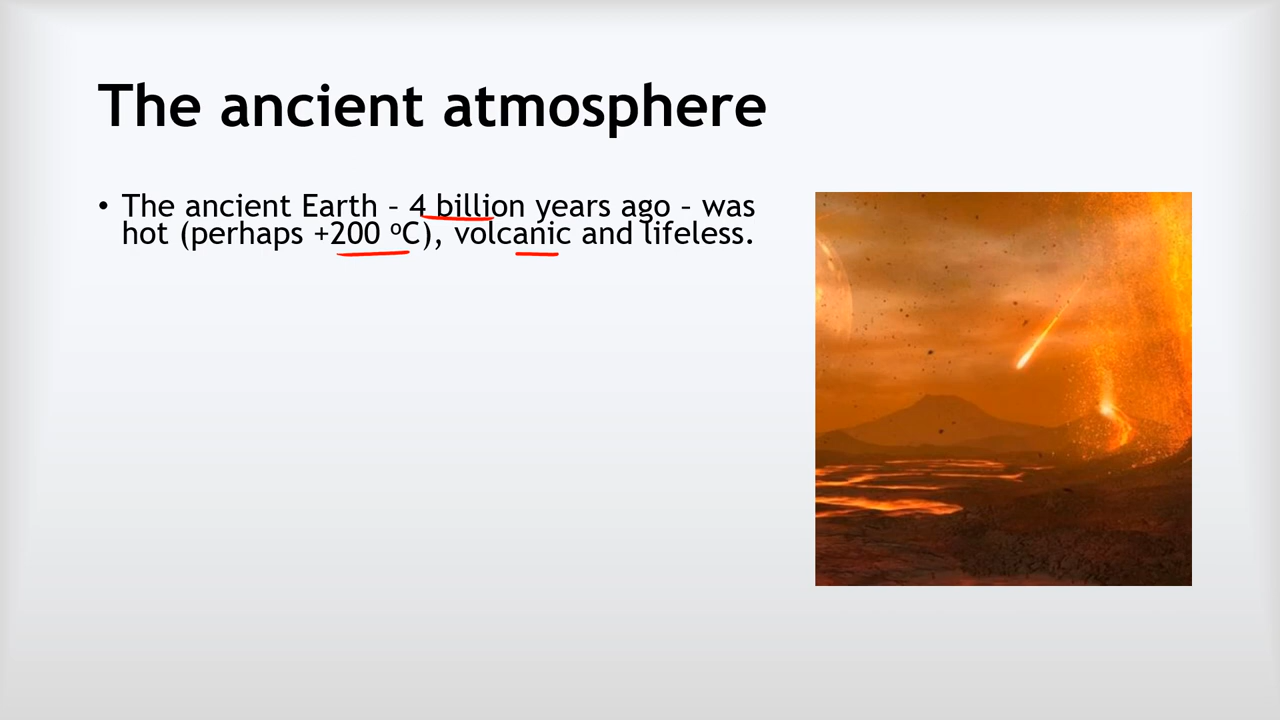 The ancient atmosphere
• The ancient Earth – 4 billion years ago – was
hot (perhaps +200 ºC), volcanic and lifeless.